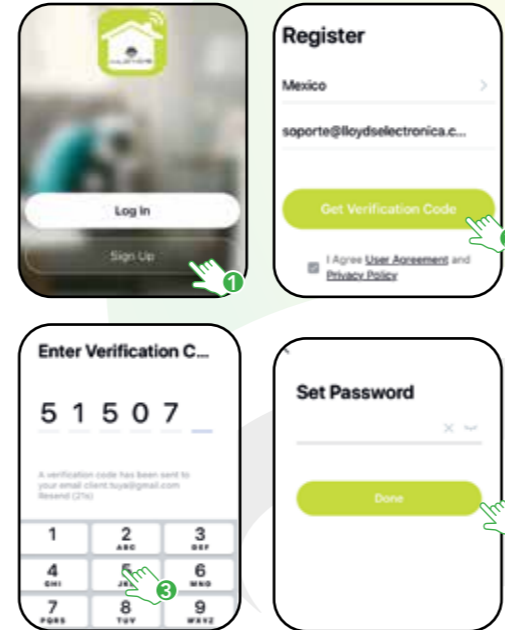 Log In
Sign Up
1
Register
Mexico
soporte@lloydselectronica.c...
Get Verification Code
I Agree User Agreement and
Privacy Policy
Enter Verification C...
5 1 5 0 7
A verification code has been sent to
your email client.tuya@gmail.com
Resend (21s)
1
2
ABC
3
DEF
4
GHI
5
6
MNO
3
7
PQRS
8
TUV
9
WXYZ
Set Password
Done